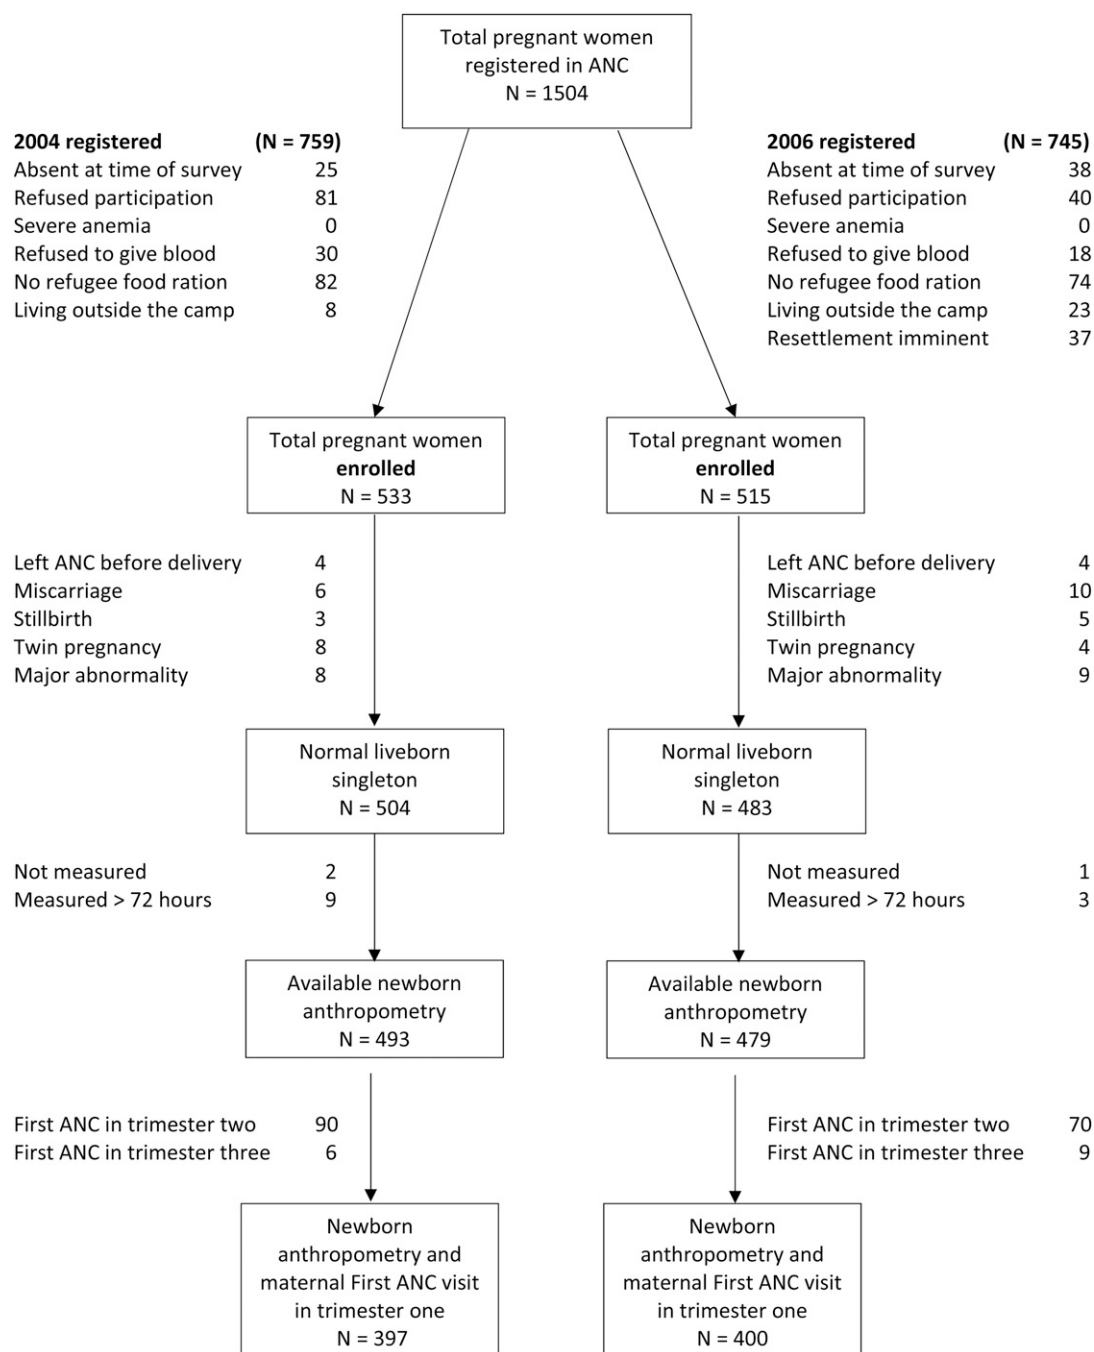 Total pregnant women
registered in ANC
N = 1504
2004 registered (N = 759)
Absent at time of survey 25
Refused participation 81
Severe anemia 0
Refused to give blood 30
No refugee food ration 82
Living outside the camp 8
2006 registered (N = 745)
Absent at time of survey 38
Refused participation 40
Severe anemia 0
Refused to give blood 18
No refugee food ration 74
Living outside the camp 23
Resettlement imminent 37
Total pregnant women
enrolled
N = 533
Total pregnant women
enrolled
N = 515
Left ANC before delivery 4
Miscarriage 6
Stillbirth 3
Twin pregnancy 8
Major abnormality 8
Left ANC before delivery 4
Miscarriage 10
Stillbirth 5
Twin pregnancy 4
Major abnormality 9
Normal liveborn
singleton
N = 504
Normal liveborn
singleton
N = 483
Not measured 2
Measured > 72 hours 9
Not measured 1
Measured > 72 hours 3
Available newborn
anthropometry
N = 493
Available newborn
anthropometry
N = 479
First ANC in trimester two 90
First ANC in trimester three 6
First ANC in trimester two 70
First ANC in trimester three 9
Newborn
anthropometry and
maternal First ANC visit
in trimester one
N = 397
Newborn
anthropometry and
maternal First ANC visit
in trimester one
N = 400